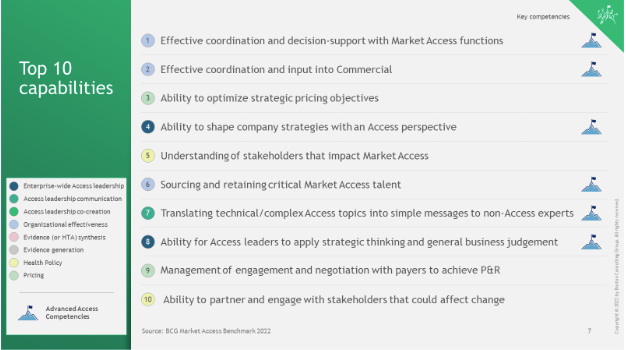 Key competencies
Top 10
capabilities
1 Effective coordination and decision-support with Market Access functions
2 Effective coordination and input into Commercial
3 Ability to optimize strategic pricing objectives
4 Ability to shape company strategies with an Access perspective
5 Understanding of stakeholders that impact Market Access
6 Sourcing and retaining critical Market Access talent
7 Translating technical/complex Access topics into simple messages to non-Access experts
8 Ability for Access leaders to apply strategic thinking and general business judgement
9 Management of engagement and negotiation with payers to achieve P&R
10 Ability to partner and engage with stakeholders that could affect change
Enterprise-wide Access leadership
Access leadership communication
Access leadership co-creation
Organizational effectiveness
Evidence (or HTA) synthesis
Evidence generation
Health Policy
Pricing
Advanced Access
Competencies
Source: BCG Market Access Benchmark 2022
7
Copyright © 2022 by Boston Consulting Group. All rights reserved.